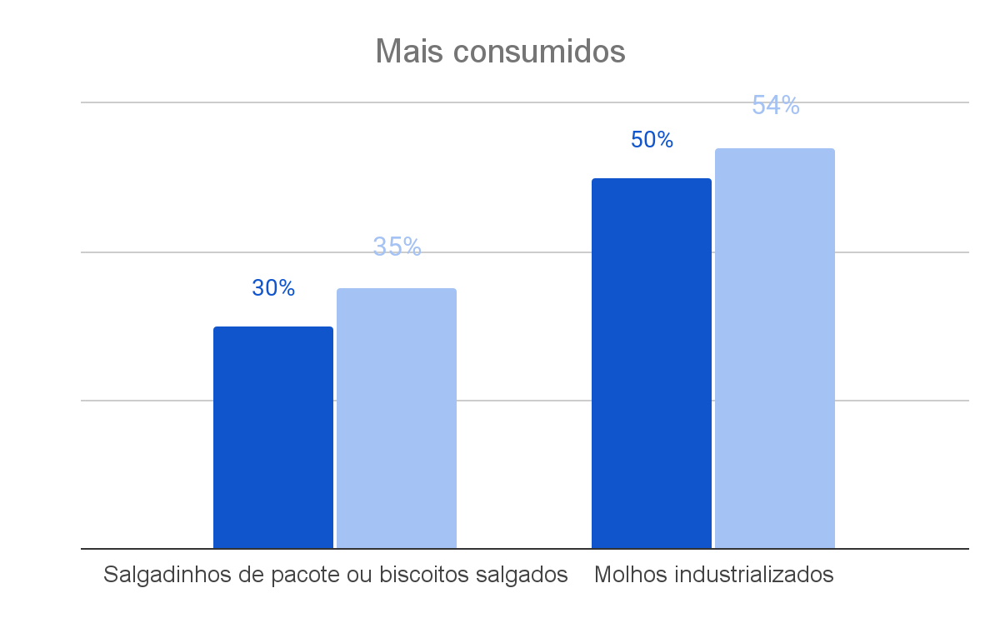 Mais consumidos
54%
50%
35%
30%
Salgadinhos de pacote ou biscoitos salgados
Molhos industrializados